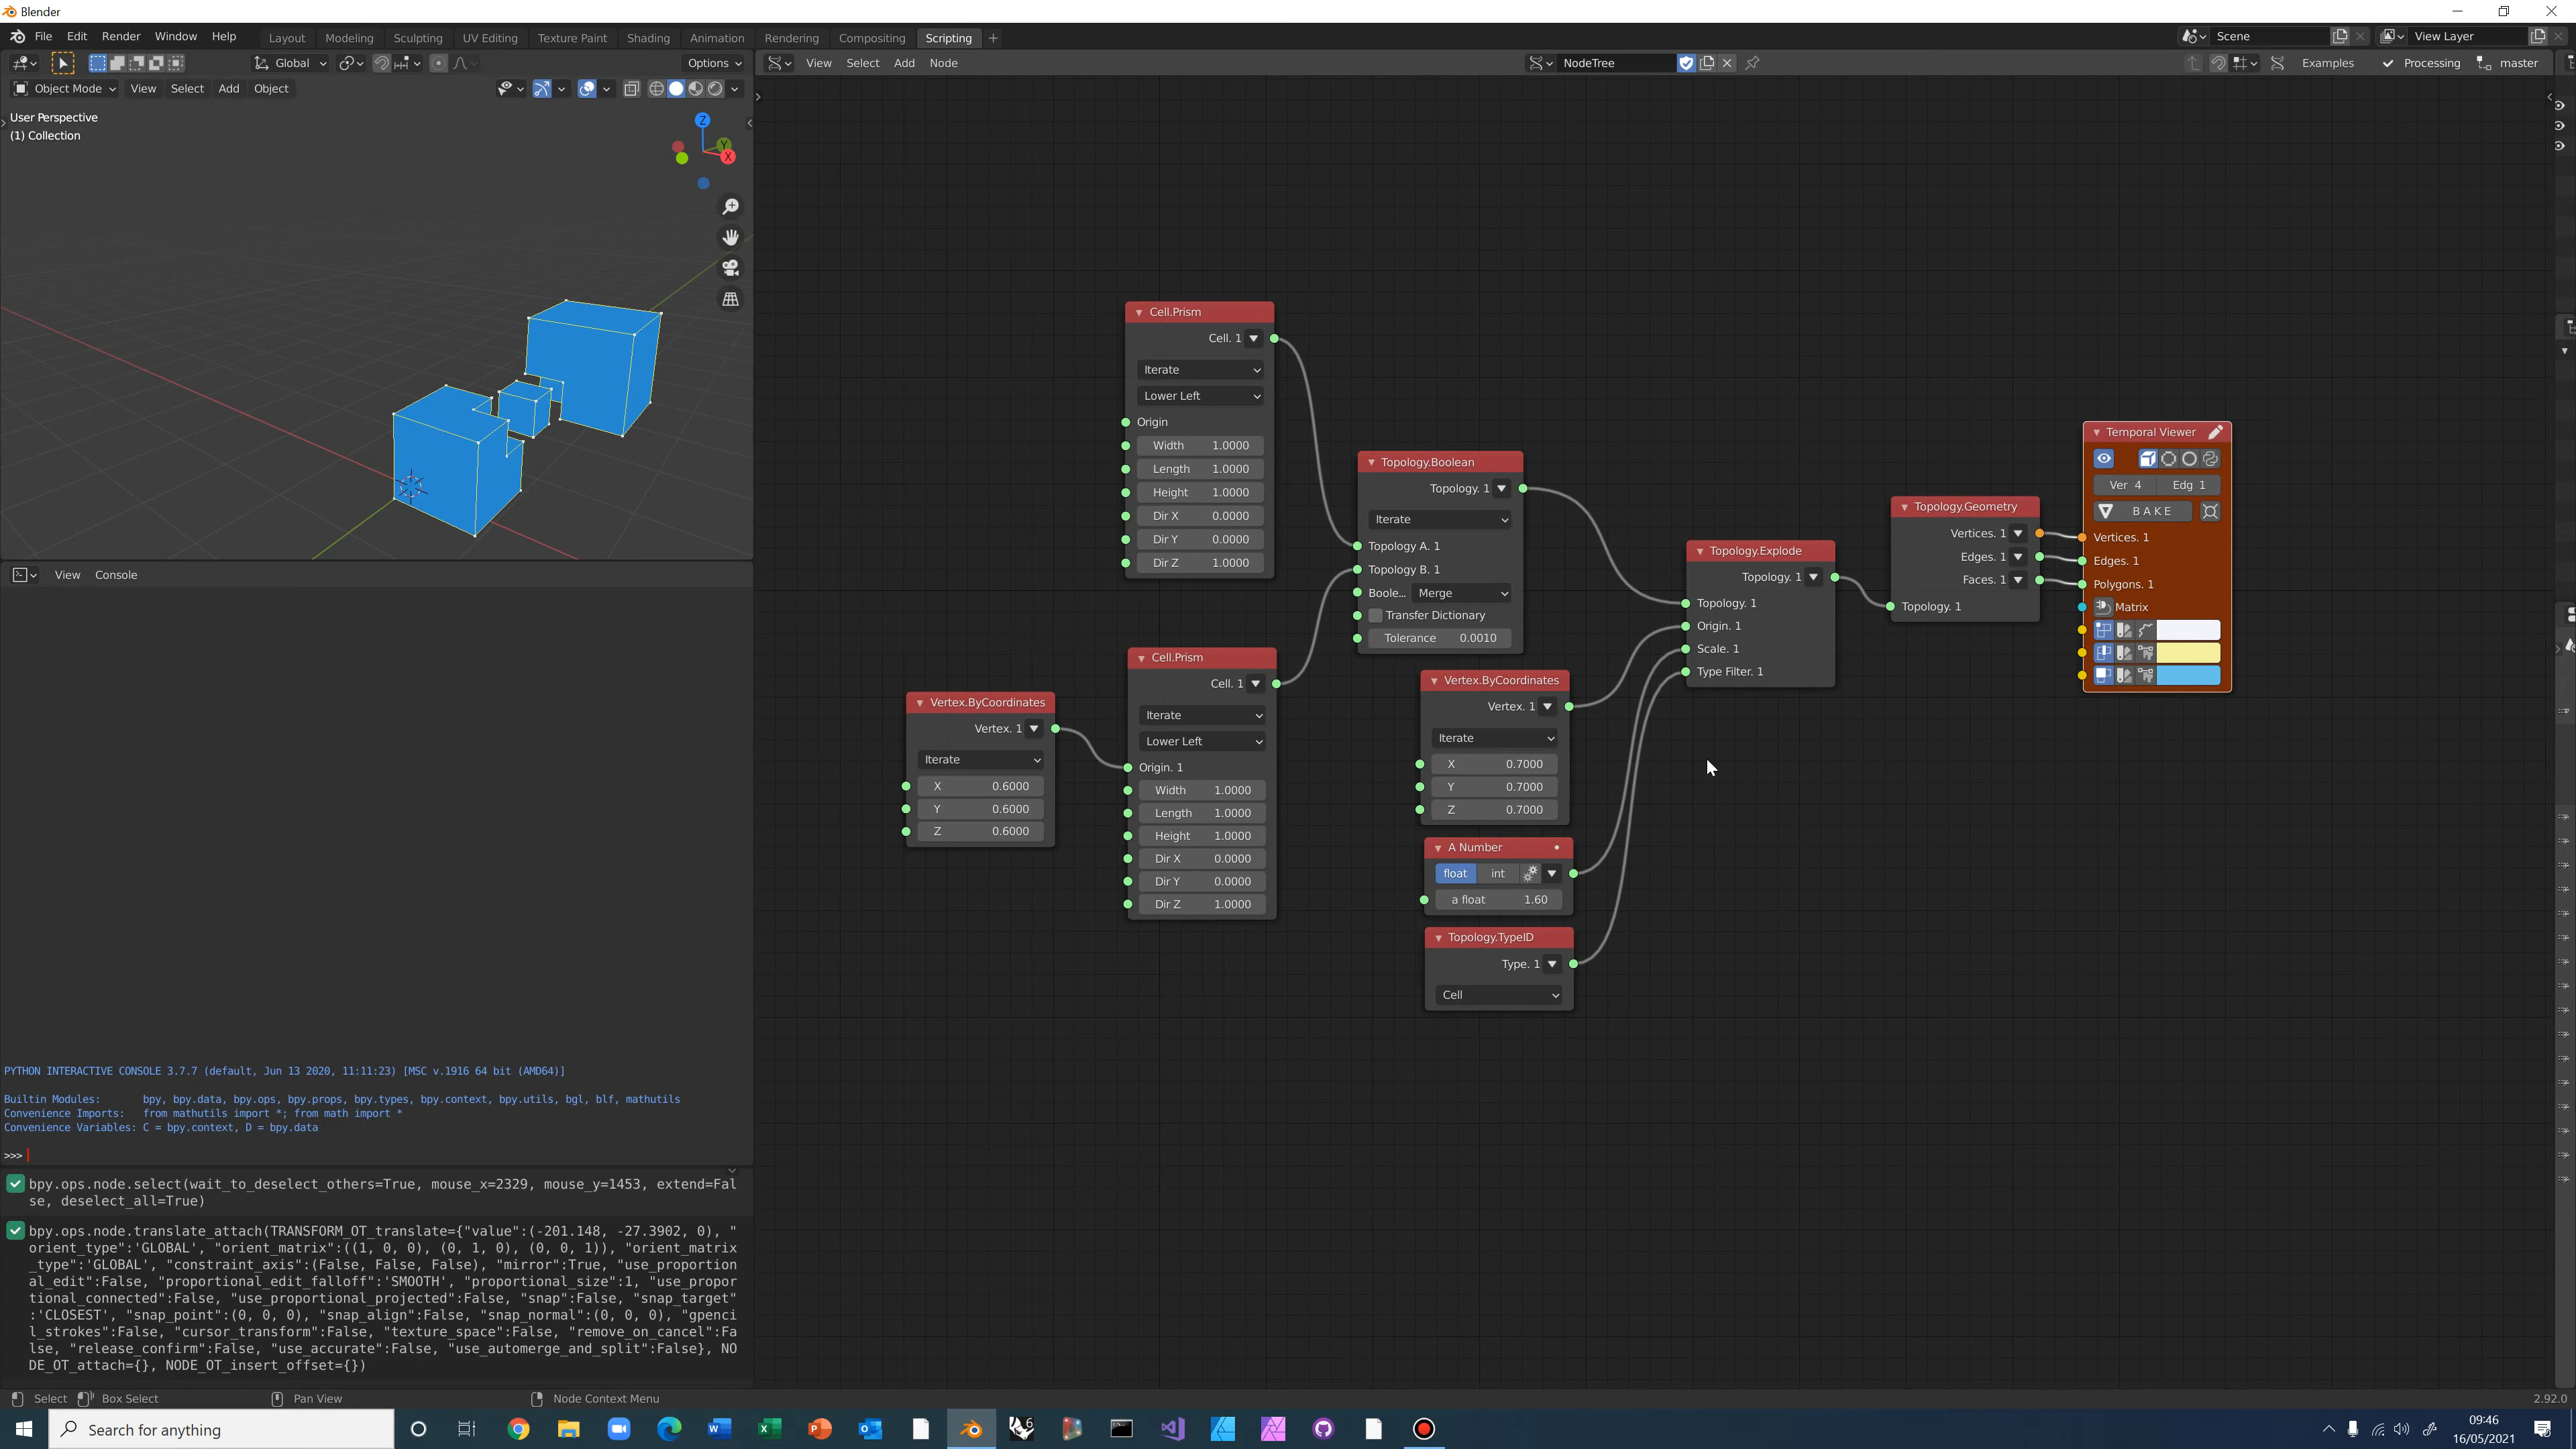 Blender
File Edit Render Window Help Layout Modeling Sculpting UV Editing Texture Paint Shading Animation Rendering Compositing Scripting + Scene View Layer
Global Options View Select Add Node NodeTree Examples Processing master
Object Mode View Select Add Object
User Perspective
(1) Collection
Z
Y
X
View Console
PYTHON INTERACTIVE CONSOLE 3.7.7 (default, Jun 13 2020, 11:11:23) [MSC v.1916 64 bit (AMD64)]
Builtin Modules: bpy, bpy.data, bpy.ops, bpy.props, bpy.types, bpy.context, bpy.utils, bgl, blf, mathutils
Convenience Imports: from mathutils import *; from math import *
Convenience Variables: C = bpy.context, D = bpy.data
>>>
bpy.ops.node.select(wait_to_deselect_others=True, mouse_x=2329, mouse_y=1453, extend=Fal
se, deselect_all=True)
bpy.ops.node.translate_attach(TRANSFORM_OT_translate={"value":(-201.148, -27.3902, 0), "
orient_type":'GLOBAL', "orient_matrix":((1, 0, 0), (0, 1, 0), (0, 0, 1)), "orient_matrix
_type":'GLOBAL', "constraint_axis":(False, False, False), "mirror":True, "use_proportion
al_edit":False, "proportional_edit_falloff":'SMOOTH', "proportional_size":1, "use_propor
tional_connected":False, "use_proportional_projected":False, "snap":False, "snap_target"
:'CLOSEST', "snap_point":(0, 0, 0), "snap_align":False, "snap_normal":(0, 0, 0), "gpenci
l_strokes":False, "cursor_transform":False, "texture_space":False, "remove_on_cancel":Fa
lse, "release_confirm":False, "use_accurate":False, "use_automerge_and_split":False}, NO
DE_OT_attach={}, NODE_OT_insert_offset={})
Vertex.ByCoordinates
Vertex. 1
Iterate
X 0.6000
Y 0.6000
Z 0.6000
Cell.Prism
Cell. 1
Iterate
Lower Left
Origin
Width 1.0000
Length 1.0000
Height 1.0000
Dir X 0.0000
Dir Y 0.0000
Dir Z 1.0000
Cell.Prism
Cell. 1
Iterate
Lower Left
Origin. 1
Width 1.0000
Length 1.0000
Height 1.0000
Dir X 0.0000
Dir Y 0.0000
Dir Z 1.0000
Topology.Boolean
Topology. 1
Iterate
Topology A. 1
Topology B. 1
Boole... Merge
Transfer Dictionary
Tolerance 0.0010
Vertex.ByCoordinates
Vertex. 1
Iterate
X 0.7000
Y 0.7000
Z 0.7000
A Number
float int
a float 1.60
Topology.TypeID
Type. 1
Cell
Topology.Explode
Topology. 1
Topology. 1
Origin. 1
Scale. 1
Type Filter. 1
Topology.Geometry
Vertices. 1
Edges. 1
Faces. 1
Topology. 1
Temporal Viewer
Ver 4 Edg 1
BAKE
Vertices. 1
Edges. 1
Polygons. 1
Matrix
Select Box Select Pan View Node Context Menu 2.92.0
Search for anything
09:46
16/05/2021